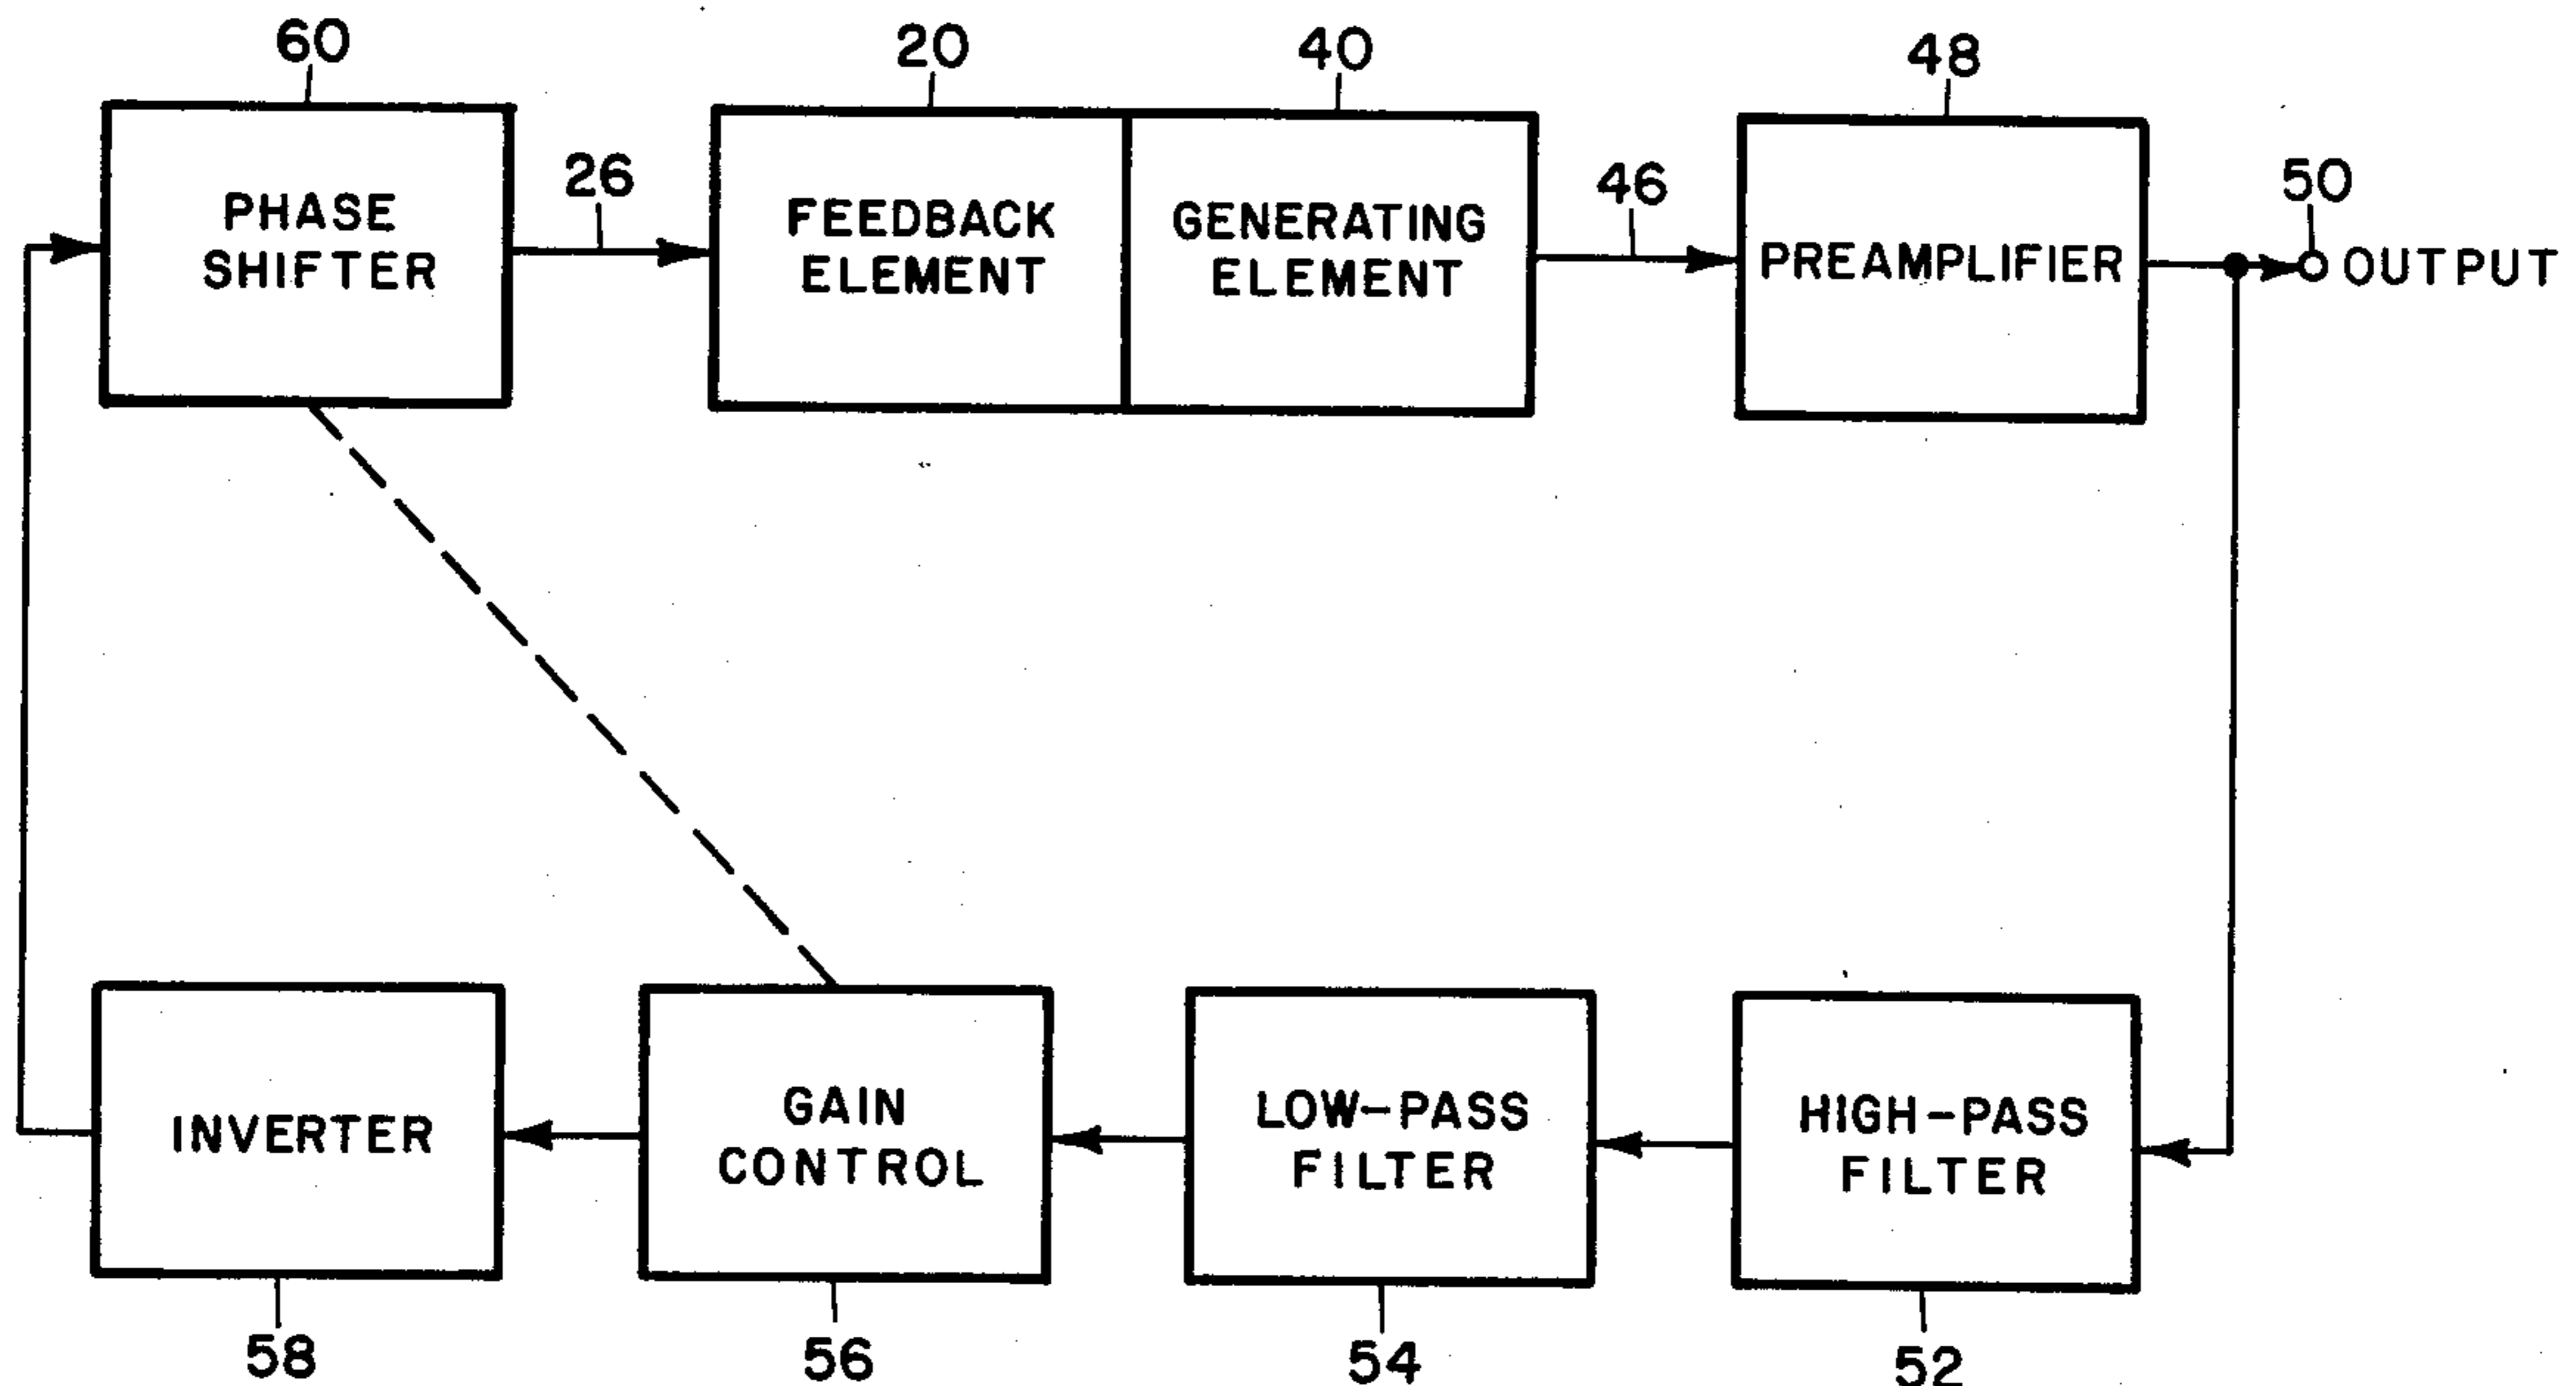 60
20
40
48
26
46
50
PHASE
SHIFTER
FEEDBACK
ELEMENT
GENERATING
ELEMENT
PREAMPLIFIER
OUTPUT
INVERTER
GAIN
CONTROL
LOW-PASS
FILTER
HIGH-PASS
FILTER
58
56
54
52